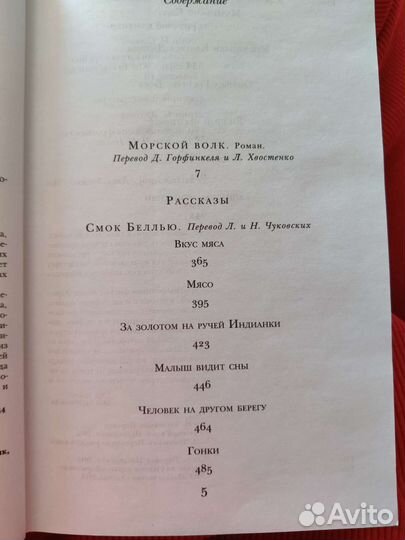 Содержание
Морской волк. Роман.
Перевод Д. Горфинкеля и Л. Хвостенко
7
Рассказы
Смок Беллью. Перевод Л. и Н. Чуковских
Вкус мяса
365
Мясо
395
За золотом на ручей Индианки
423
Малыш видит сны
446
Человек на другом берегу
464
Гонки
485
5
Avito